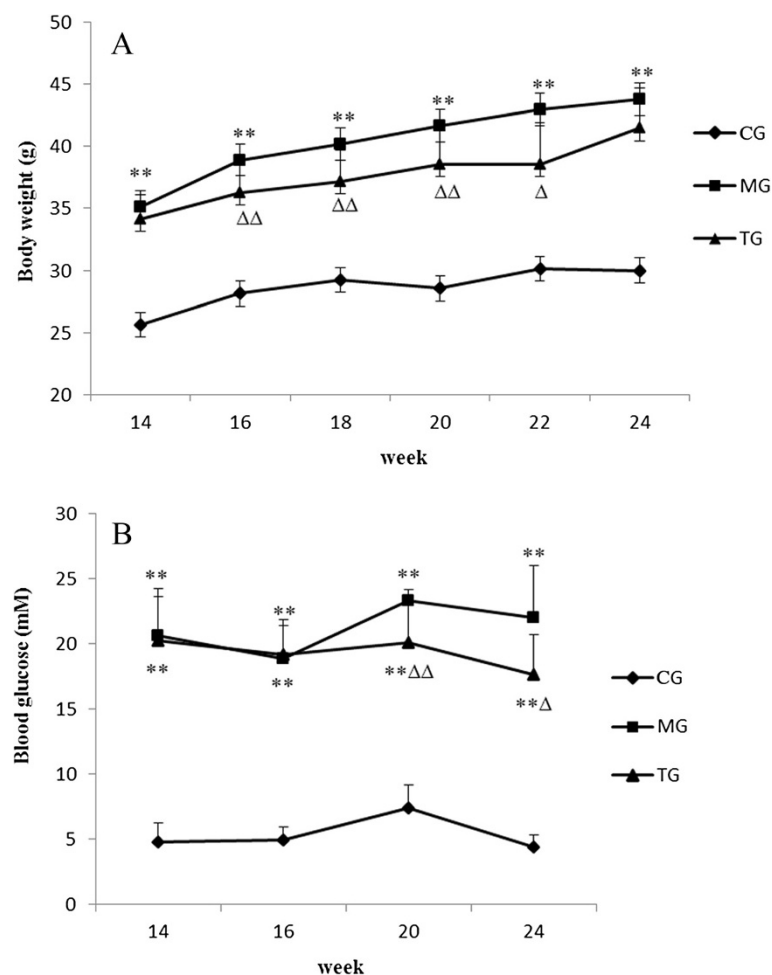 A
50
45
40
35
30
25
20
Body weight (g)
** ** ** ** ** **
ΔΔ ΔΔ ΔΔ Δ
14 16 18 20 22 24
week
CG
MG
TG
B
30
25
20
15
10
5
0
Blood glucose (mM)
** ** ** **
** ** **ΔΔ **Δ
14 16 20 24
week
CG
MG
TG